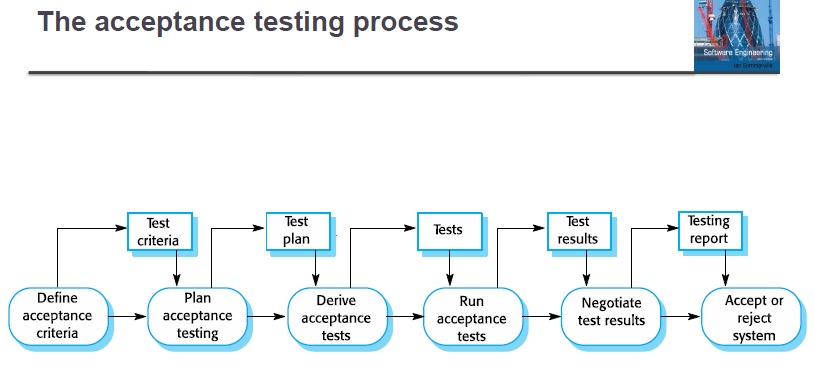 The acceptance testing process
Software Engineering
Ian Sommerville
Test
criteria
Test
plan
Tests
Test
results
Testing
report
Define
acceptance
criteria
Plan
acceptance
testing
Derive
acceptance
tests
Run
acceptance
tests
Negotiate
test results
Accept or
reject
system